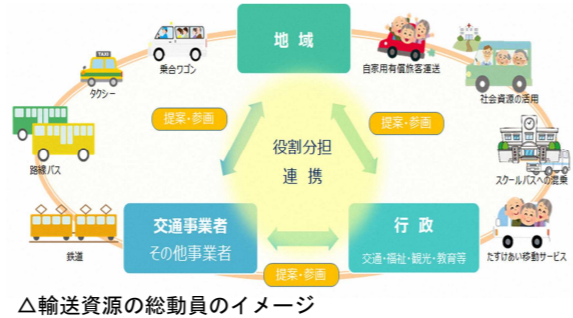 地域
乗合ワゴン
自家用有償旅客運送
タクシー
TAXI
社会資源の活用
提案・参画
提案・参画
役割分担
連携
路線バス
スクールバスへの混乗
交通事業者
その他事業者
行政
交通・福祉・観光・教育等
鉄道
たすけあい移動サービス
提案・参画
△輸送資源の総動員のイメージ